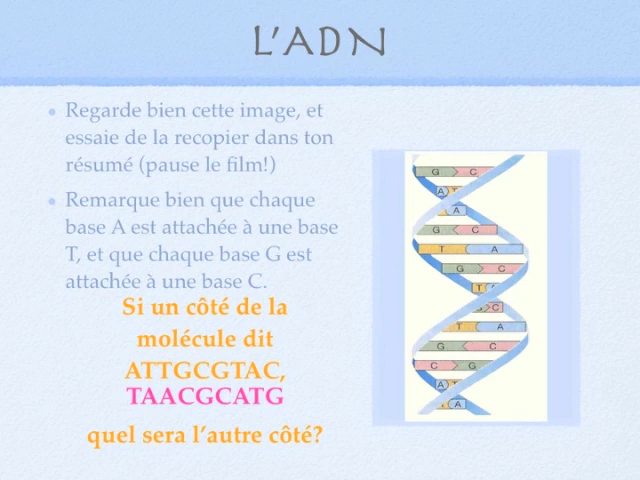 L'ADN
• Regarde bien cette image, et
essaie de la recopier dans ton
résumé (pause le film!)
• Remarque bien que chaque
base A est attachée à une base
T, et que chaque base G est
attachée à une base C.
Si un côté de la
molécule dit
ATTGCGTAC,
TAACGCATG
quel sera l'autre côté?
G C
A T
A
G C
T A
G C
T
C
T A
G C
C G
A T
A